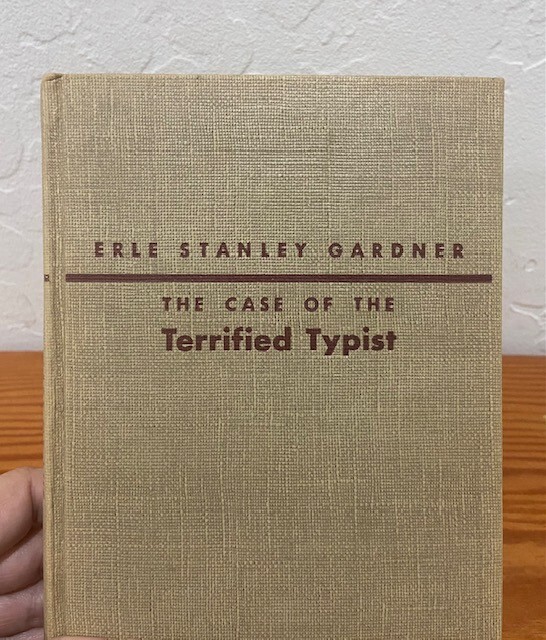 ERLE STANLEY GARDNER
THE CASE OF THE
Terrified Typist